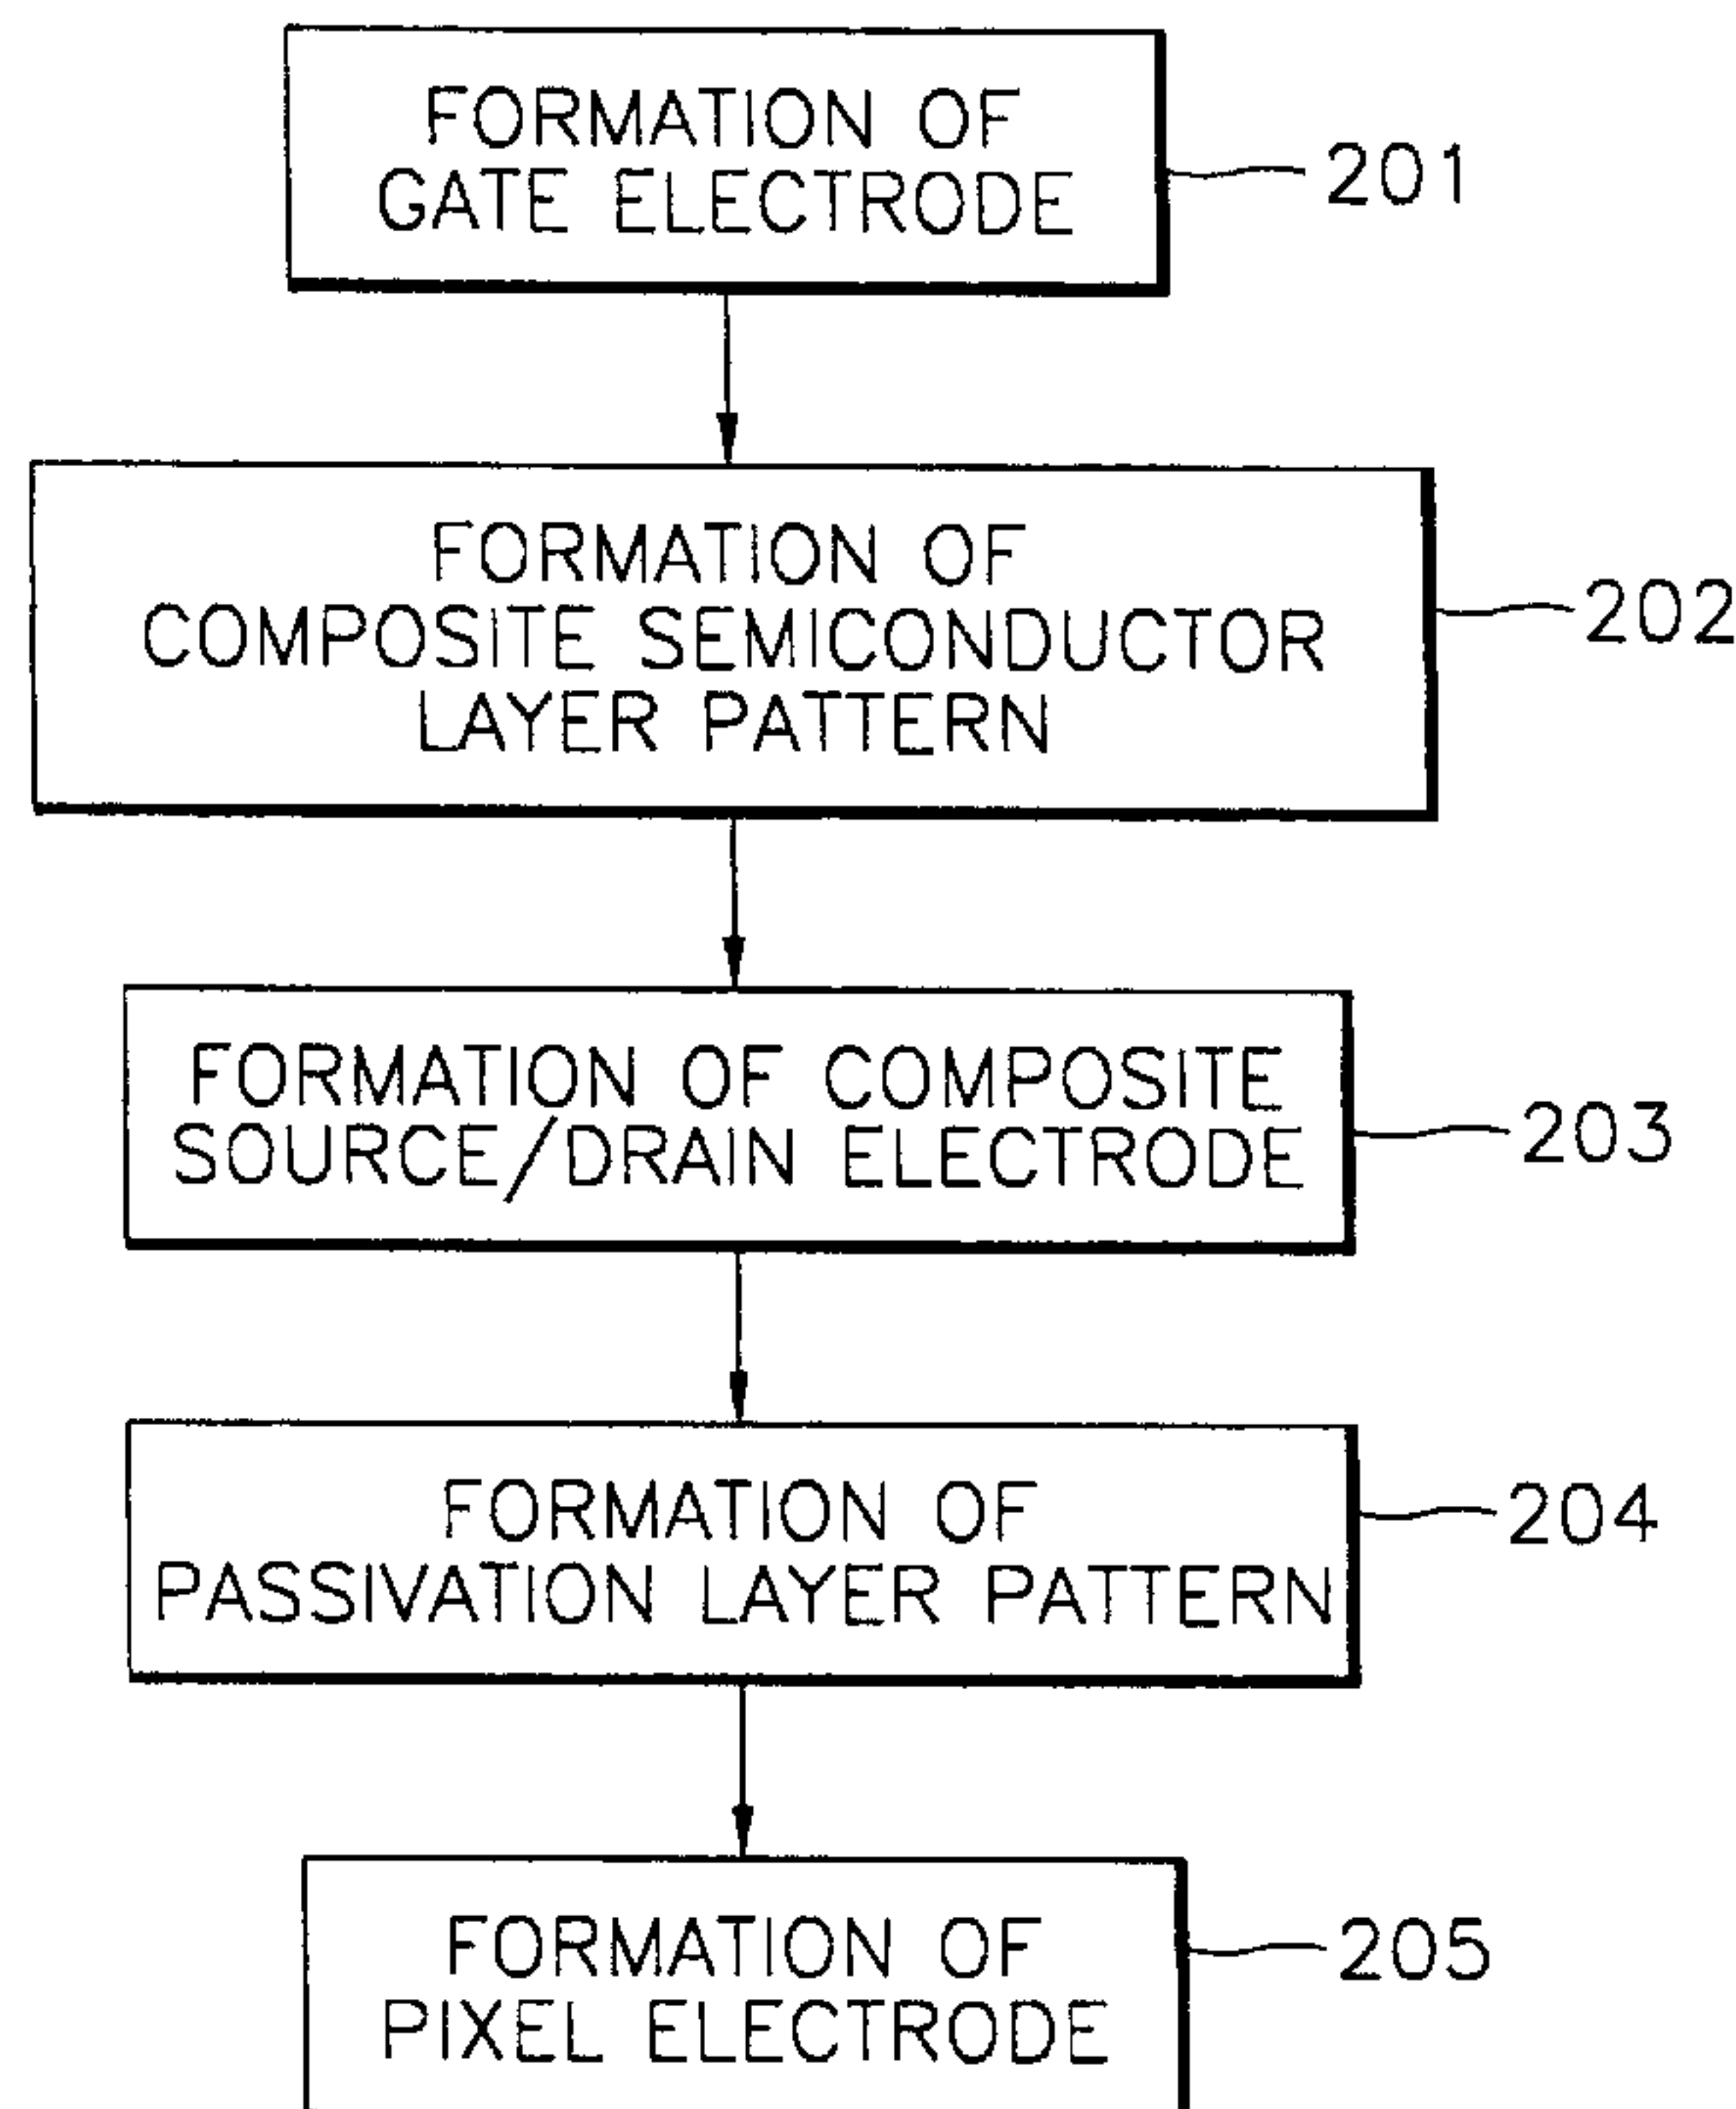 FORMATION OF
GATE ELECTRODE
201
FORMATION OF
COMPOSITE SEMICONDUCTOR
LAYER PATTERN
202
FORMATION OF COMPOSITE
SOURCE/DRAIN ELECTRODE
203
FORMATION OF
PASSIVATION LAYER PATTERN
204
FORMATION OF
PIXEL ELECTRODE
205